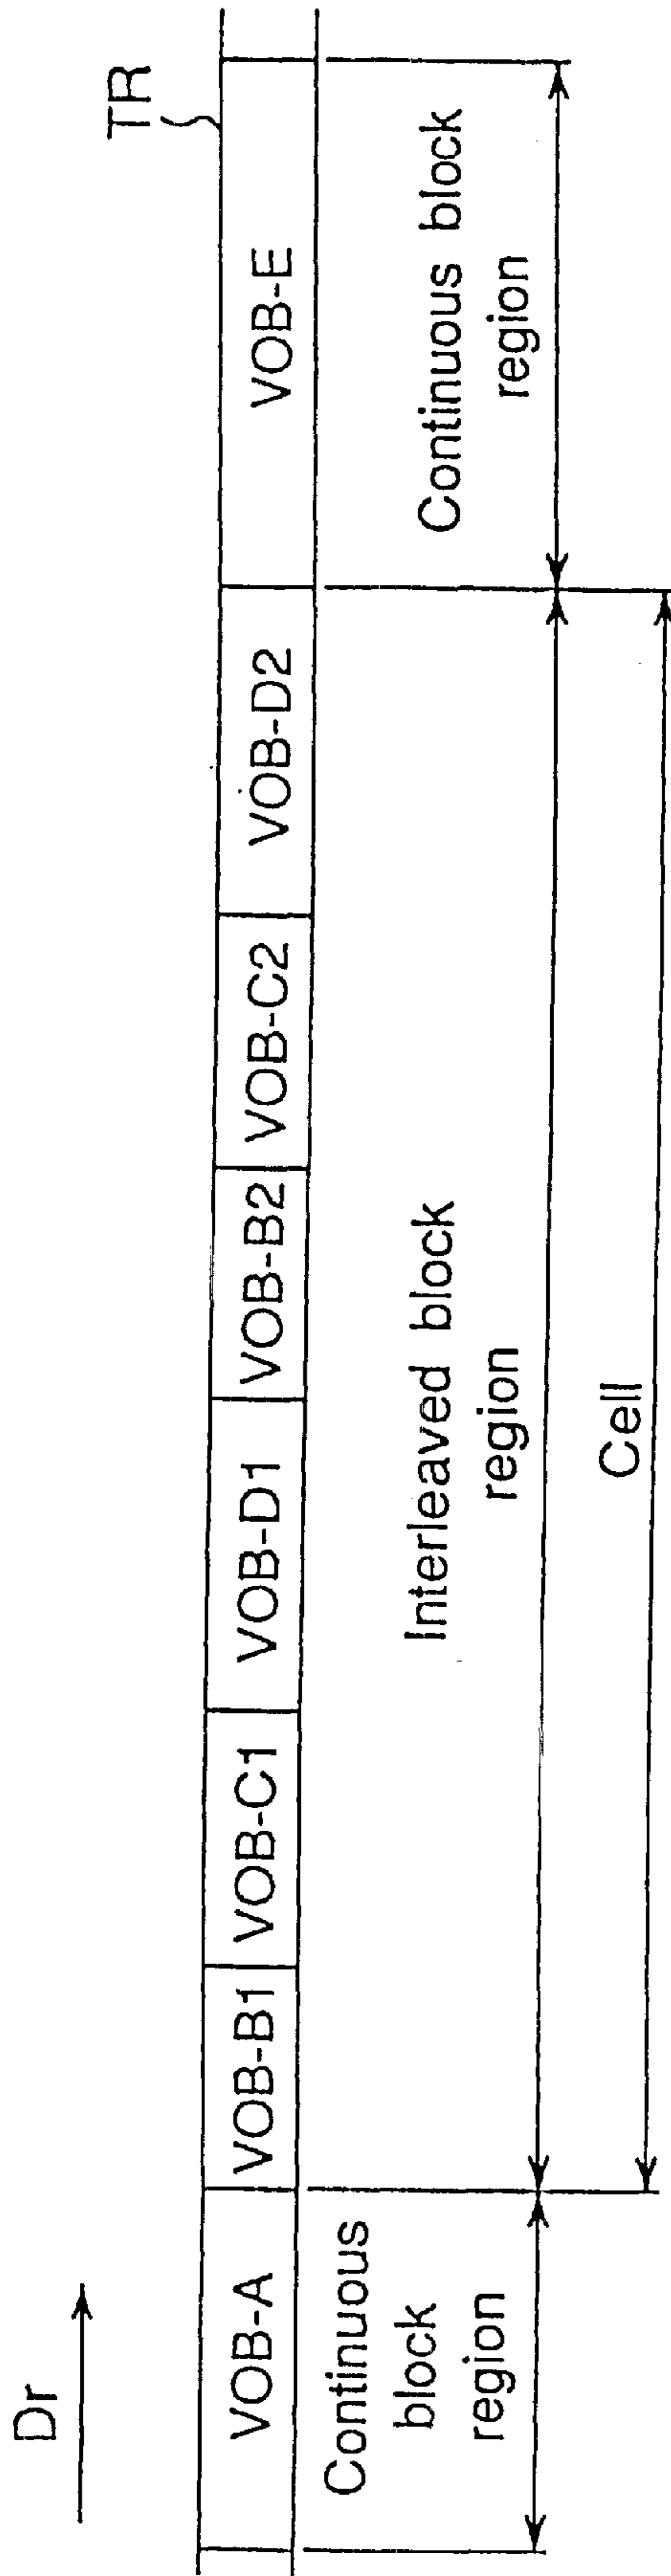 Dr
TR
VOB-A
VOB-B1
VOB-C1
VOB-D1
VOB-B2
VOB-C2
VOB-D2
VOB-E
Continuous
block
region
Interleaved block
region
Continuous block
region
Cell